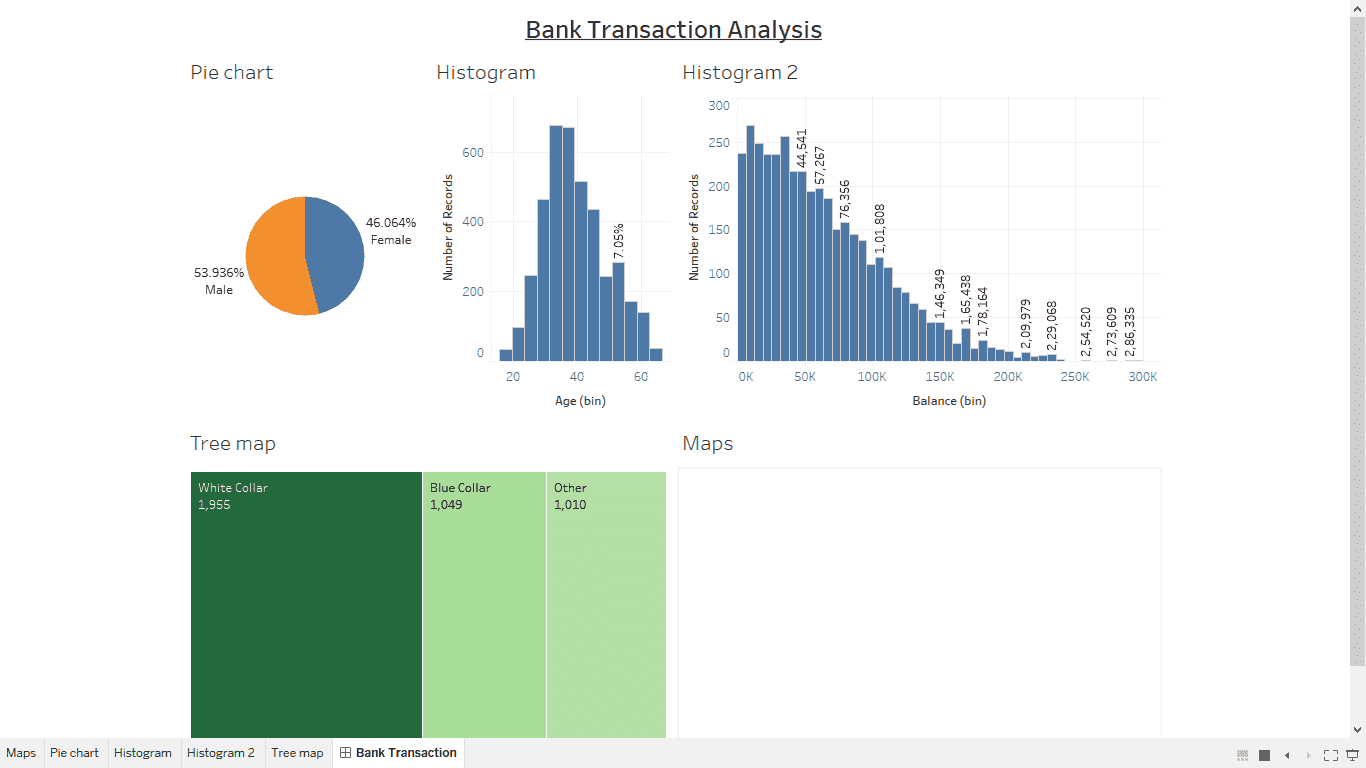 Bank Transaction Analysis
Pie chart
46.064%
Female
53.936%
Male
Histogram
Number of Records
600
400
200
0
7.05%
20 40 60
Age (bin)
Histogram 2
Number of Records
300
250
200
150
100
50
0
44,541
57,267
76,356
1,01,808
1,46,349
1,65,438
1,78,164
2,09,979
2,29,068
2,54,520
2,73,609
2,86,335
0K 50K 100K 150K 200K 250K 300K
Balance (bin)
Tree map
White Collar
1,955
Blue Collar
1,049
Other
1,010
Maps
Maps Pie chart Histogram Histogram 2 Tree map Bank Transaction